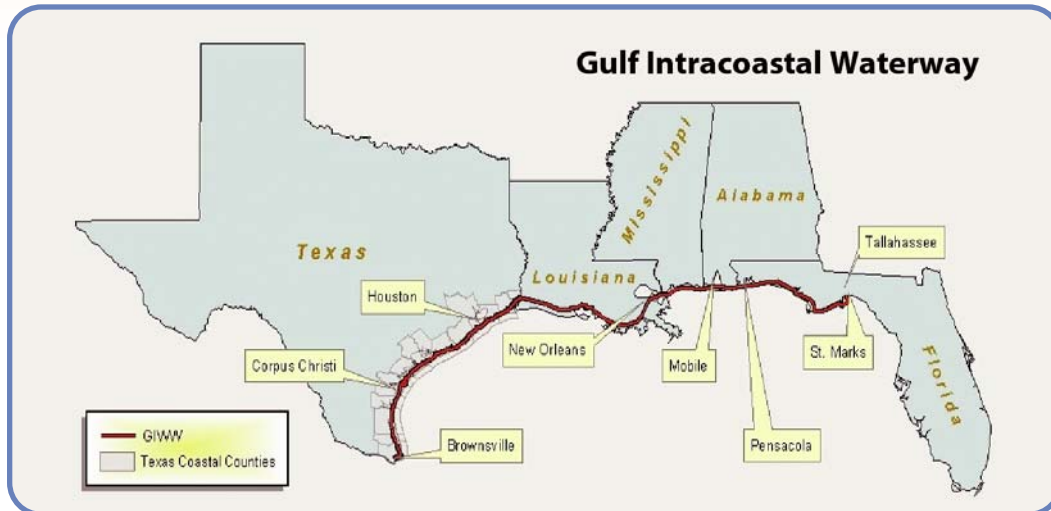 Gulf Intracoastal Waterway
Mississippi
Alabama
Tallahassee
Texas
Louisiana
Houston
New Orleans
Mobile
St. Marks
Florida
Corpus Christi
Pensacola
Brownsville
GIWW
Texas Coastal Counties